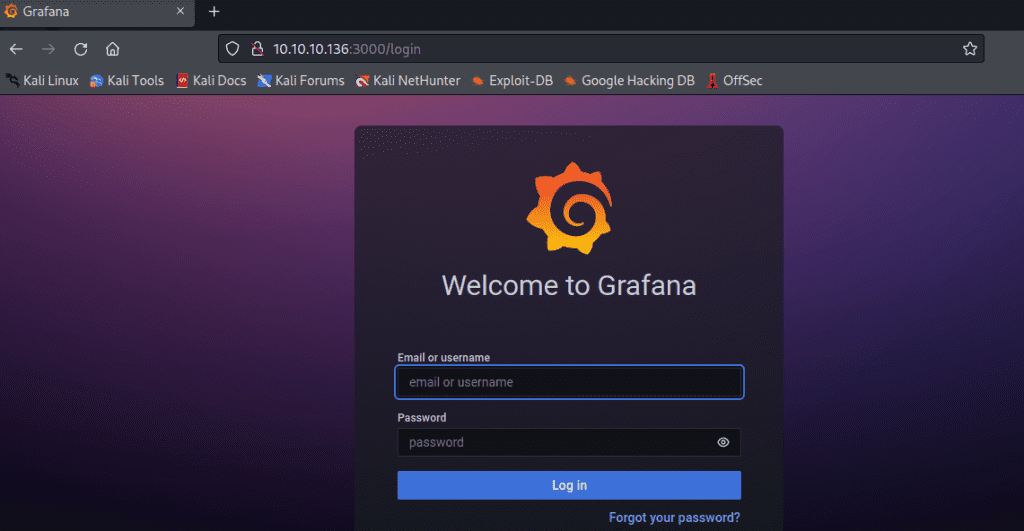 Grafana
10.10.10.136:3000/login
Kali Linux Kali Tools Kali Docs Kali Forums Kali NetHunter Exploit-DB Google Hacking DB OffSec
Welcome to Grafana
Email or username
email or username
Password
password
Log in
Forgot your password?